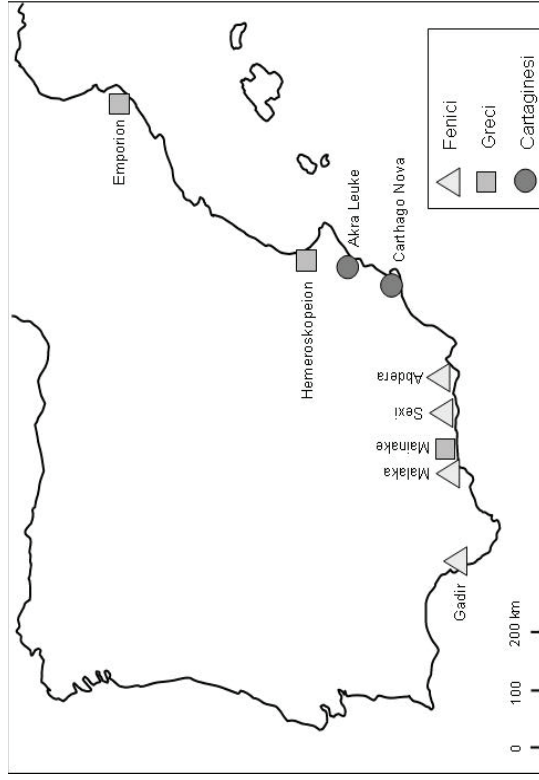 Emporion
Hemeroskopeion
Akra Leuke
Carthago Nova
Abdera
Sexi
Mainake
Malaka
Gadir
0 100 200 km
Fenici
Greci
Cartaginesi